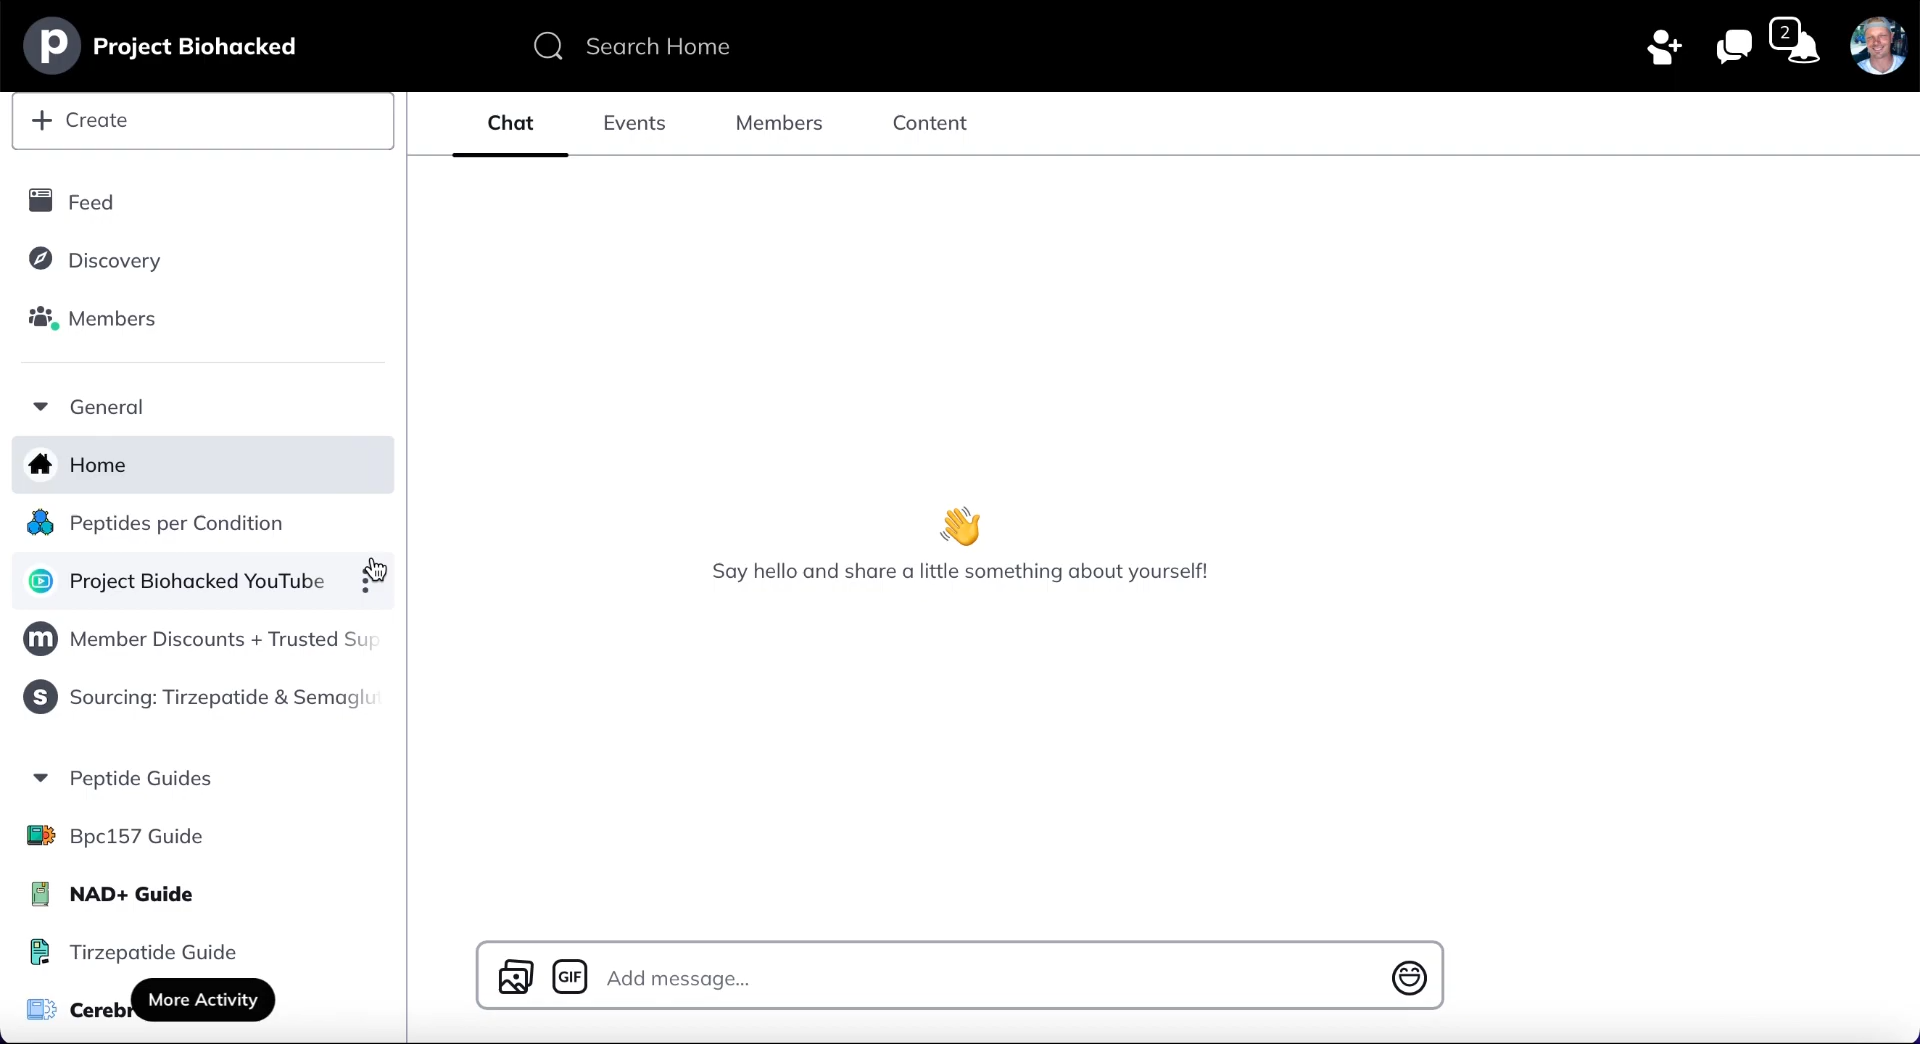 p Project Biohacked
Search Home
2
Create
Chat
Events
Members
Content
Feed
Discovery
Members
General
Home
Peptides per Condition
Project Biohacked YouTube
m Member Discounts + Trusted Sup
s Sourcing: Tirzepatide & Semaglut
Peptide Guides
Bpc157 Guide
NAD+ Guide
Tirzepatide Guide
Cerebr
More Activity
👋
Say hello and share a little something about yourself!
GIF Add message...